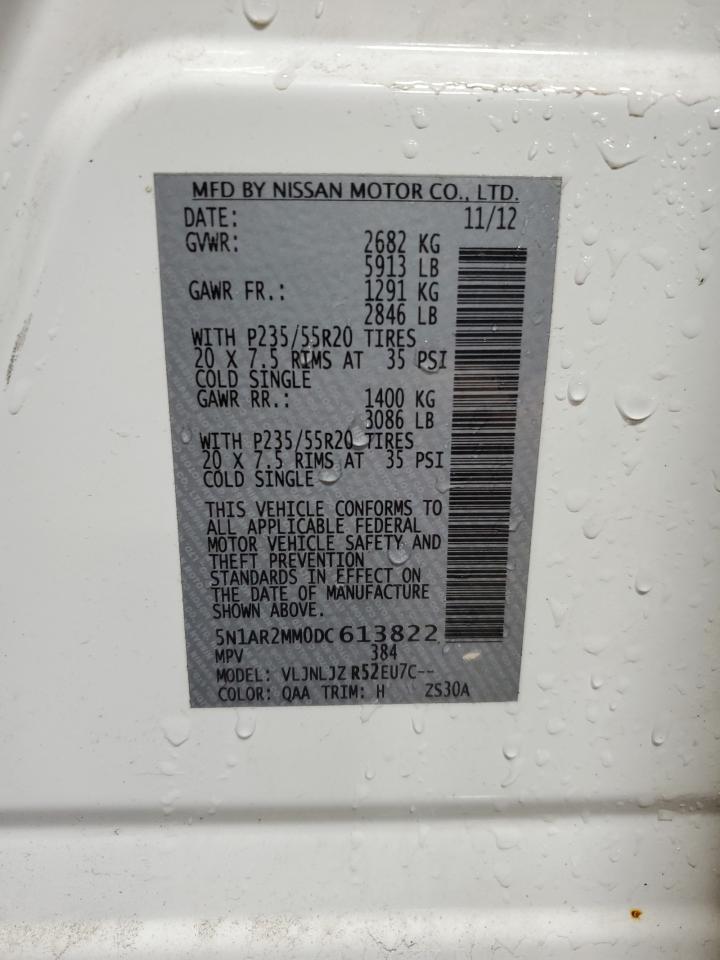 MFD BY NISSAN MOTOR CO., LTD.
DATE: 11/12
GVWR: 2682 KG
5913 LB
GAWR FR.: 1291 KG
2846 LB
WITH P235/55R20 TIRES
20 X 7.5 RIMS AT 35 PSI
COLD SINGLE
GAWR RR.: 1400 KG
3086 LB
WITH P235/55R20 TIRES
20 X 7.5 RIMS AT 35 PSI
COLD SINGLE
THIS VEHICLE CONFORMS TO
ALL APPLICABLE FEDERAL
MOTOR VEHICLE SAFETY AND
THEFT PREVENTION
STANDARDS IN EFFECT ON
THE DATE OF MANUFACTURE
SHOWN ABOVE.
5N1AR2MM0DC613822
MPV 384
MODEL: VLJNLJZ R52EU7C--
COLOR: QAA TRIM: H ZS30A